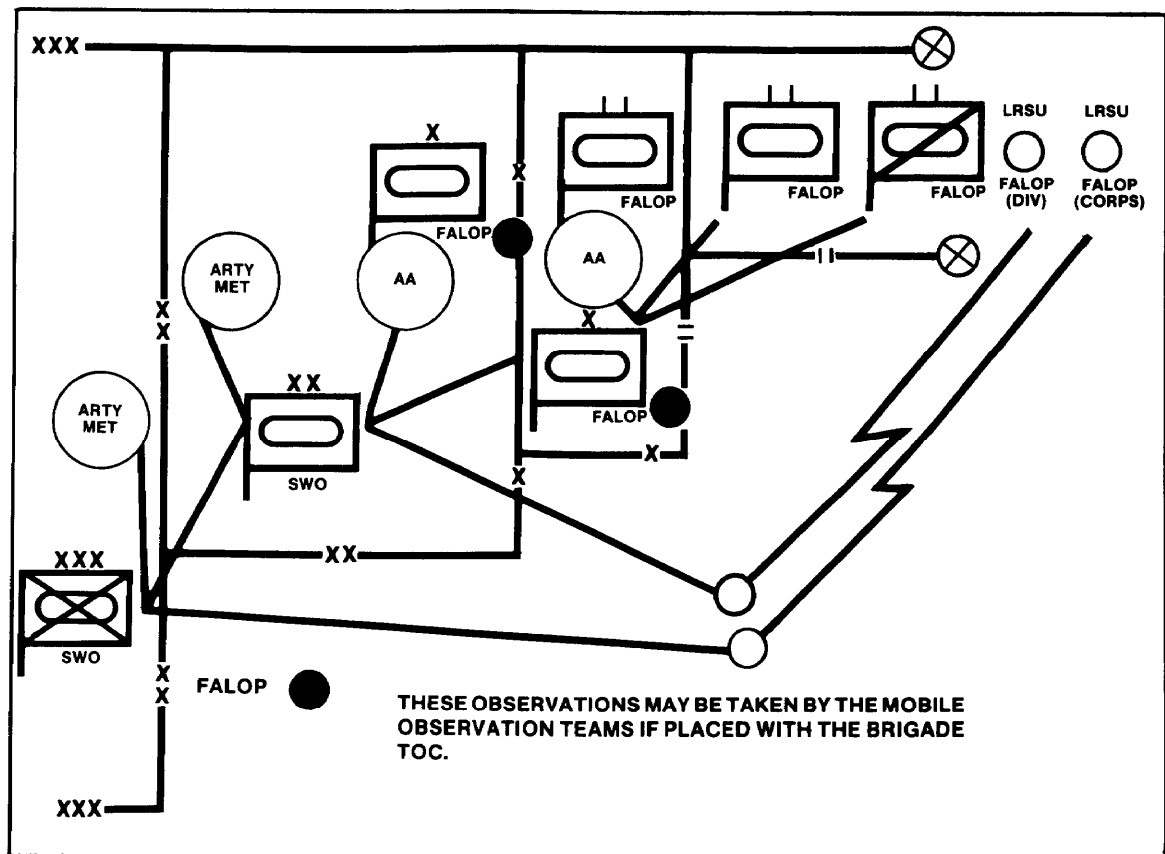 XXX
LRSU
LRSU
X
X
FALOP
FALOP
FALOP
FALOP
(DIV)
FALOP
(CORPS)
FALOP
ARTY
MET
AA
AA
X
X
X
ARTY
MET
XX
FALOP
X
SWO
X
XX
XXX
SWO
X
X
FALOP
THESE OBSERVATIONS MAY BE TAKEN BY THE MOBILE
OBSERVATION TEAMS IF PLACED WITH THE BRIGADE
TOC.
XXX